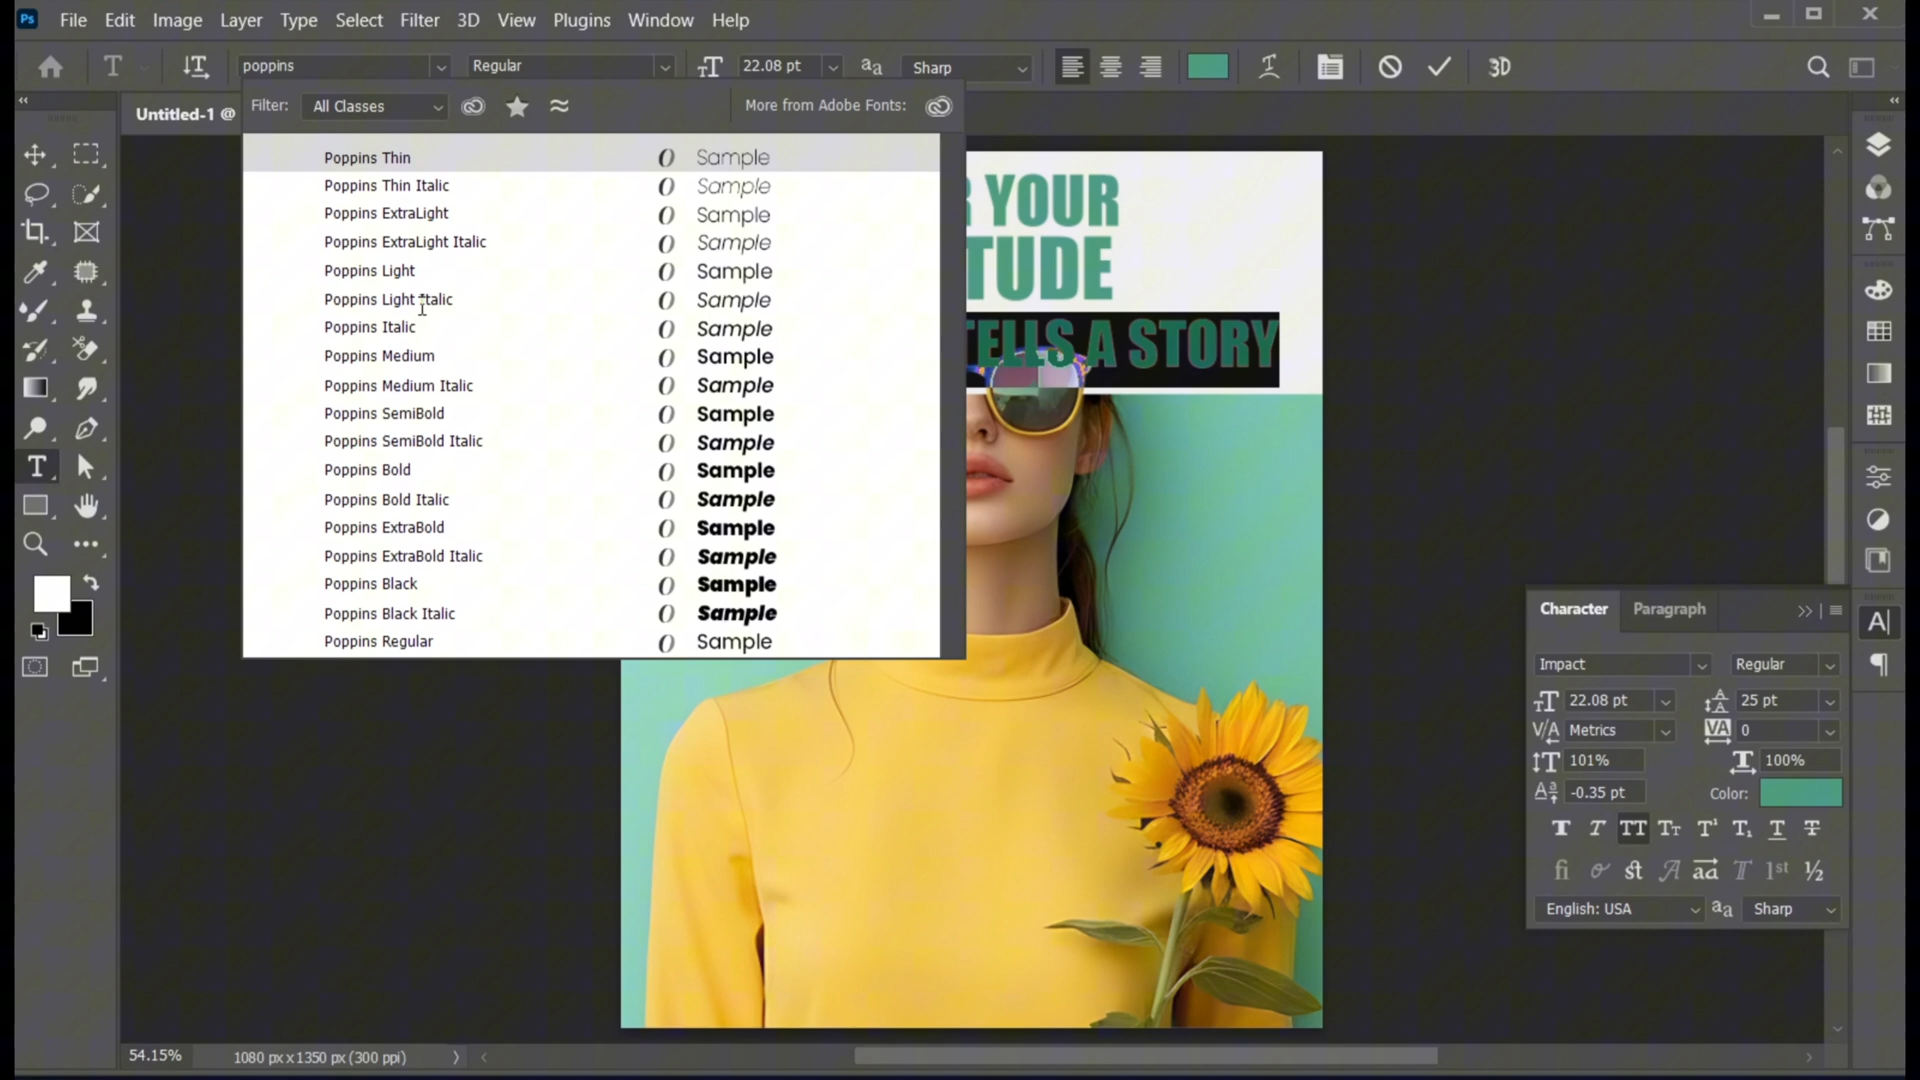 Ps File Edit Image Layer Type Select Filter 3D View Plugins Window Help
T T poppins Regular 22.08 pt aa Sharp 3D
Untitled-1 @
Filter: All Classes More from Adobe Fonts:
Poppins Thin Sample
Poppins Thin Italic Sample
Poppins ExtraLight Sample
Poppins ExtraLight Italic Sample
Poppins Light Sample
Poppins Light Italic Sample
Poppins Italic Sample
Poppins Medium Sample
Poppins Medium Italic Sample
Poppins SemiBold Sample
Poppins SemiBold Italic Sample
Poppins Bold Sample
Poppins Bold Italic Sample
Poppins ExtraBold Sample
Poppins ExtraBold Italic Sample
Poppins Black Sample
Poppins Black Italic Sample
Poppins Regular Sample
YOUR
TUDE
TELLS A STORY
Character Paragraph
Impact Regular
22.08 pt 25 pt
Metrics 0
101% 100%
-0.35 pt Color:
English: USA aa Sharp
54.15% 1080 px x 1350 px (300 ppi)